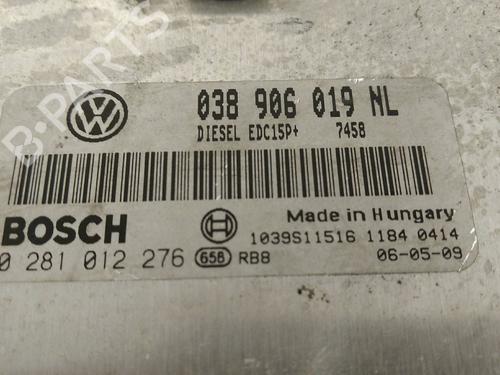 B-PARTS
038 906 019 NL
DIESEL EDC15P+ 7458
BOSCH
Made in Hungary
1039S11516 1184 0414
0 281 012 276 656 RB8
06-05-09